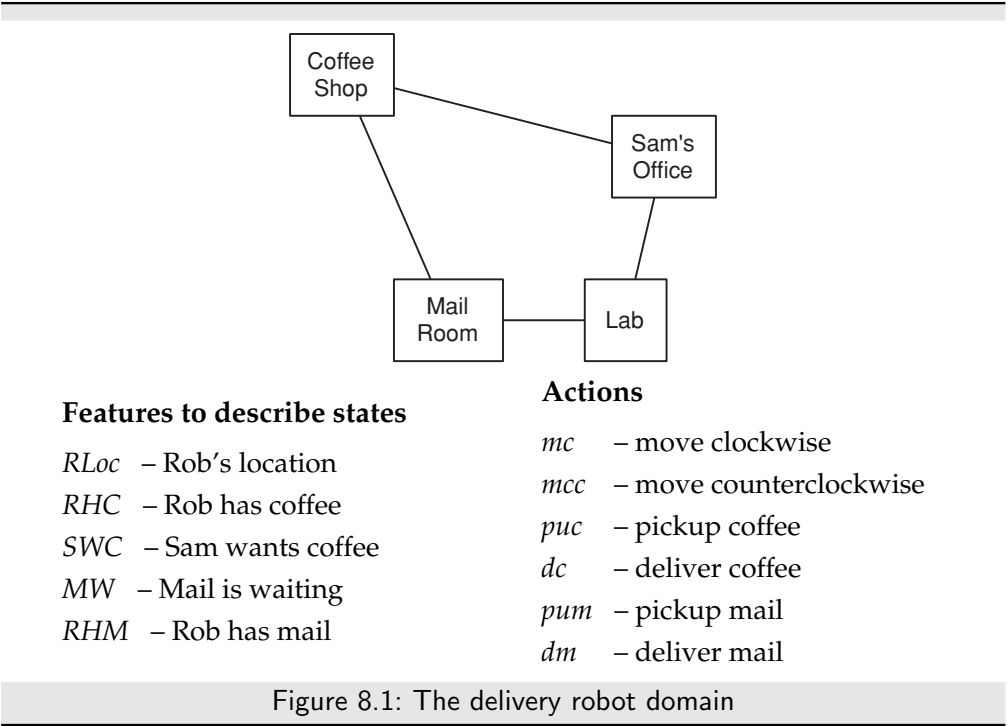 Coffee
Shop
Sam's
Office
Mail
Room
Lab
Features to describe states
RLoc – Rob's location
RHC – Rob has coffee
SWC – Sam wants coffee
MW – Mail is waiting
RHM – Rob has mail
Actions
mc – move clockwise
mcc – move counterclockwise
puc – pickup coffee
dc – deliver coffee
pum – pickup mail
dm – deliver mail
Figure 8.1: The delivery robot domain